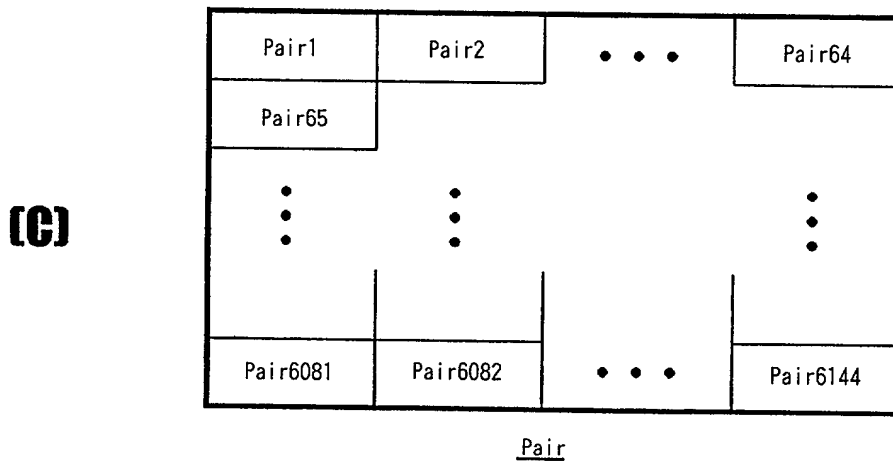 Pair1 Pair2 • • • Pair64
Pair65
(C)
Pair6081 Pair6082 • • • Pair6144
Pair